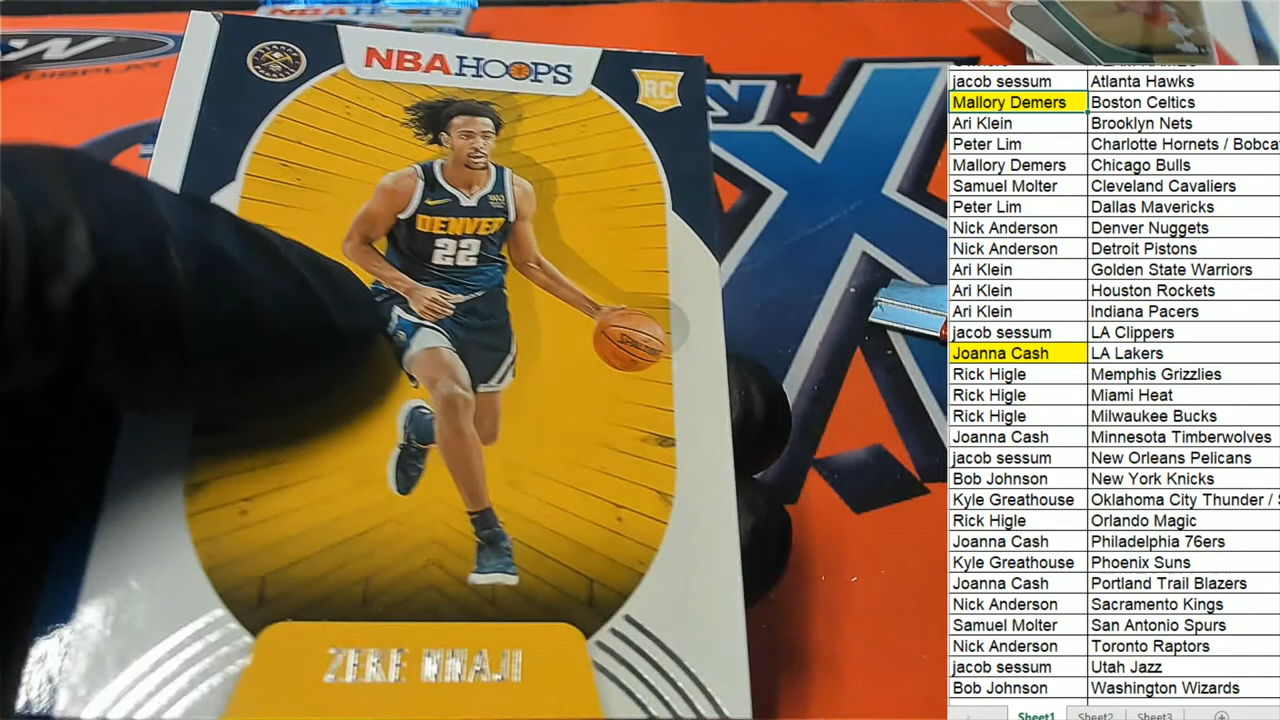 NBA HOOPS
DISPLAY
NBA HOOPS
RC
DENVER
22
SPALDING
ZEKE NNAJI
jacob sessum Atlanta Hawks
Mallory Demers Boston Celtics
Ari Klein Brooklyn Nets
Peter Lim Charlotte Hornets / Bobca
Mallory Demers Chicago Bulls
Samuel Molter Cleveland Cavaliers
Peter Lim Dallas Mavericks
Nick Anderson Denver Nuggets
Nick Anderson Detroit Pistons
Ari Klein Golden State Warriors
Ari Klein Houston Rockets
Ari Klein Indiana Pacers
jacob sessum LA Clippers
Joanna Cash LA Lakers
Rick Higle Memphis Grizzlies
Rick Higle Miami Heat
Rick Higle Milwaukee Bucks
Joanna Cash Minnesota Timberwolves
jacob sessum New Orleans Pelicans
Bob Johnson New York Knicks
Kyle Greathouse Oklahoma City Thunder /
Rick Higle Orlando Magic
Joanna Cash Philadelphia 76ers
Kyle Greathouse Phoenix Suns
Joanna Cash Portland Trail Blazers
Nick Anderson Sacramento Kings
Samuel Molter San Antonio Spurs
Nick Anderson Toronto Raptors
jacob sessum Utah Jazz
Bob Johnson Washington Wizards
Sheet1 Sheet2 Sheet3